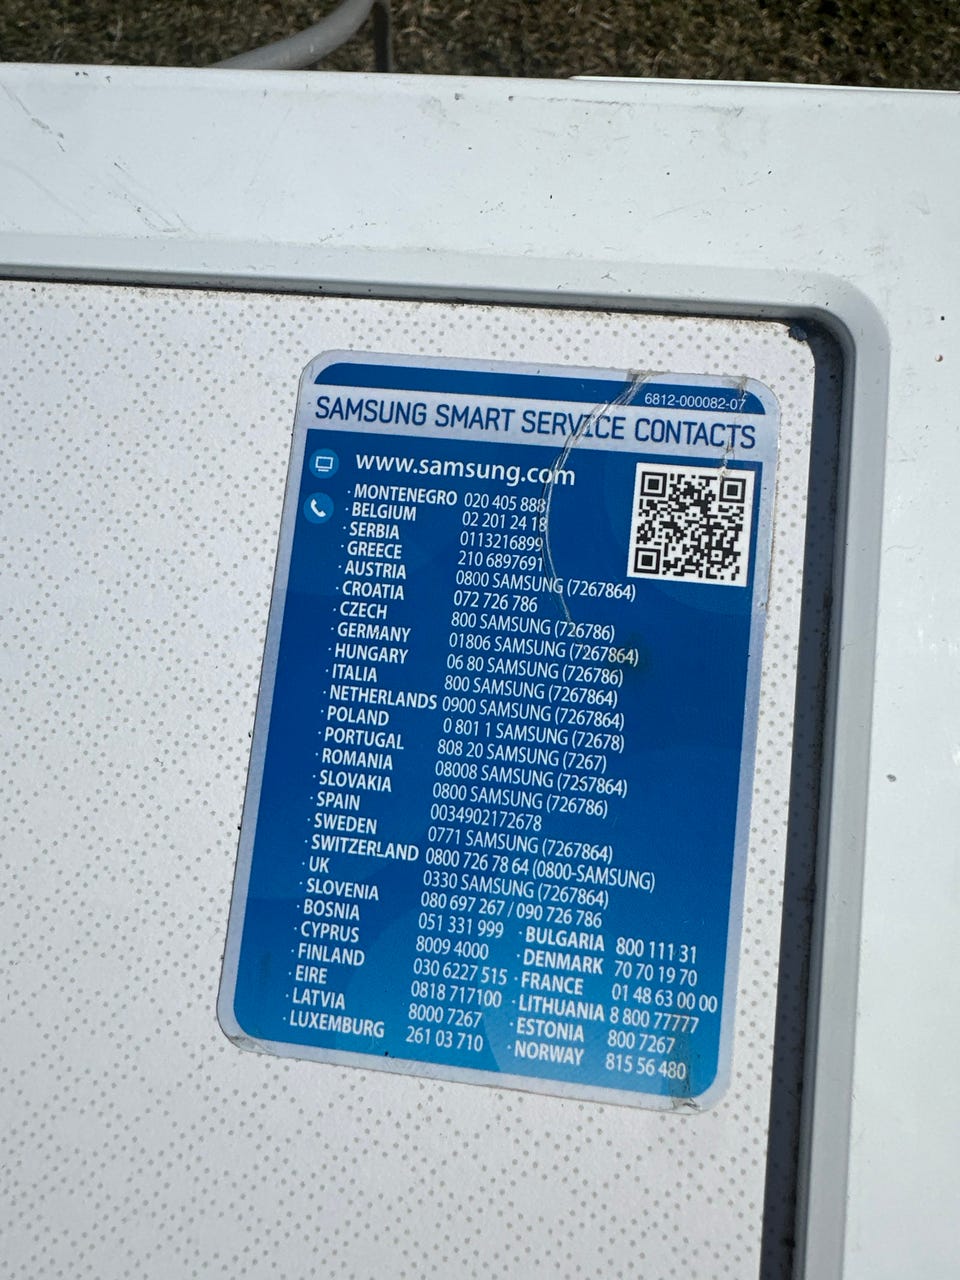 6812-000082-07
SAMSUNG SMART SERVICE CONTACTS
www.samsung.com
· MONTENEGRO 020 405 888
· BELGIUM 02 201 24 18
· SERBIA 0113216899
· GREECE 210 6897691
· AUSTRIA 0800 SAMSUNG (7267864)
· CROATIA 072 726 786
· CZECH 800 SAMSUNG (726786)
· GERMANY 01806 SAMSUNG (7267864)
· HUNGARY 06 80 SAMSUNG (726786)
· ITALIA 800 SAMSUNG (7267864)
· NETHERLANDS 0900 SAMSUNG (7267864)
· POLAND 0 801 1 SAMSUNG (72678)
· PORTUGAL 808 20 SAMSUNG (7267)
· ROMANIA 08008 SAMSUNG (7257864)
· SLOVAKIA 0800 SAMSUNG (726786)
· SPAIN 0034902172678
· SWEDEN 0771 SAMSUNG (7267864)
· SWITZERLAND 0800 726 78 64 (0800-SAMSUNG)
· UK 0330 SAMSUNG (7267864)
· SLOVENIA 080 697 267 / 090 726 786
· BOSNIA 051 331 999 · BULGARIA 800 111 31
· CYPRUS 8009 4000 · DENMARK 70 70 19 70
· FINLAND 030 6227 515 · FRANCE 01 48 63 00 00
· EIRE 0818 717100 · LITHUANIA 8 800 77777
· LATVIA 8000 7267 · ESTONIA 800 7267
· LUXEMBURG 261 03 710 · NORWAY 815 56 480